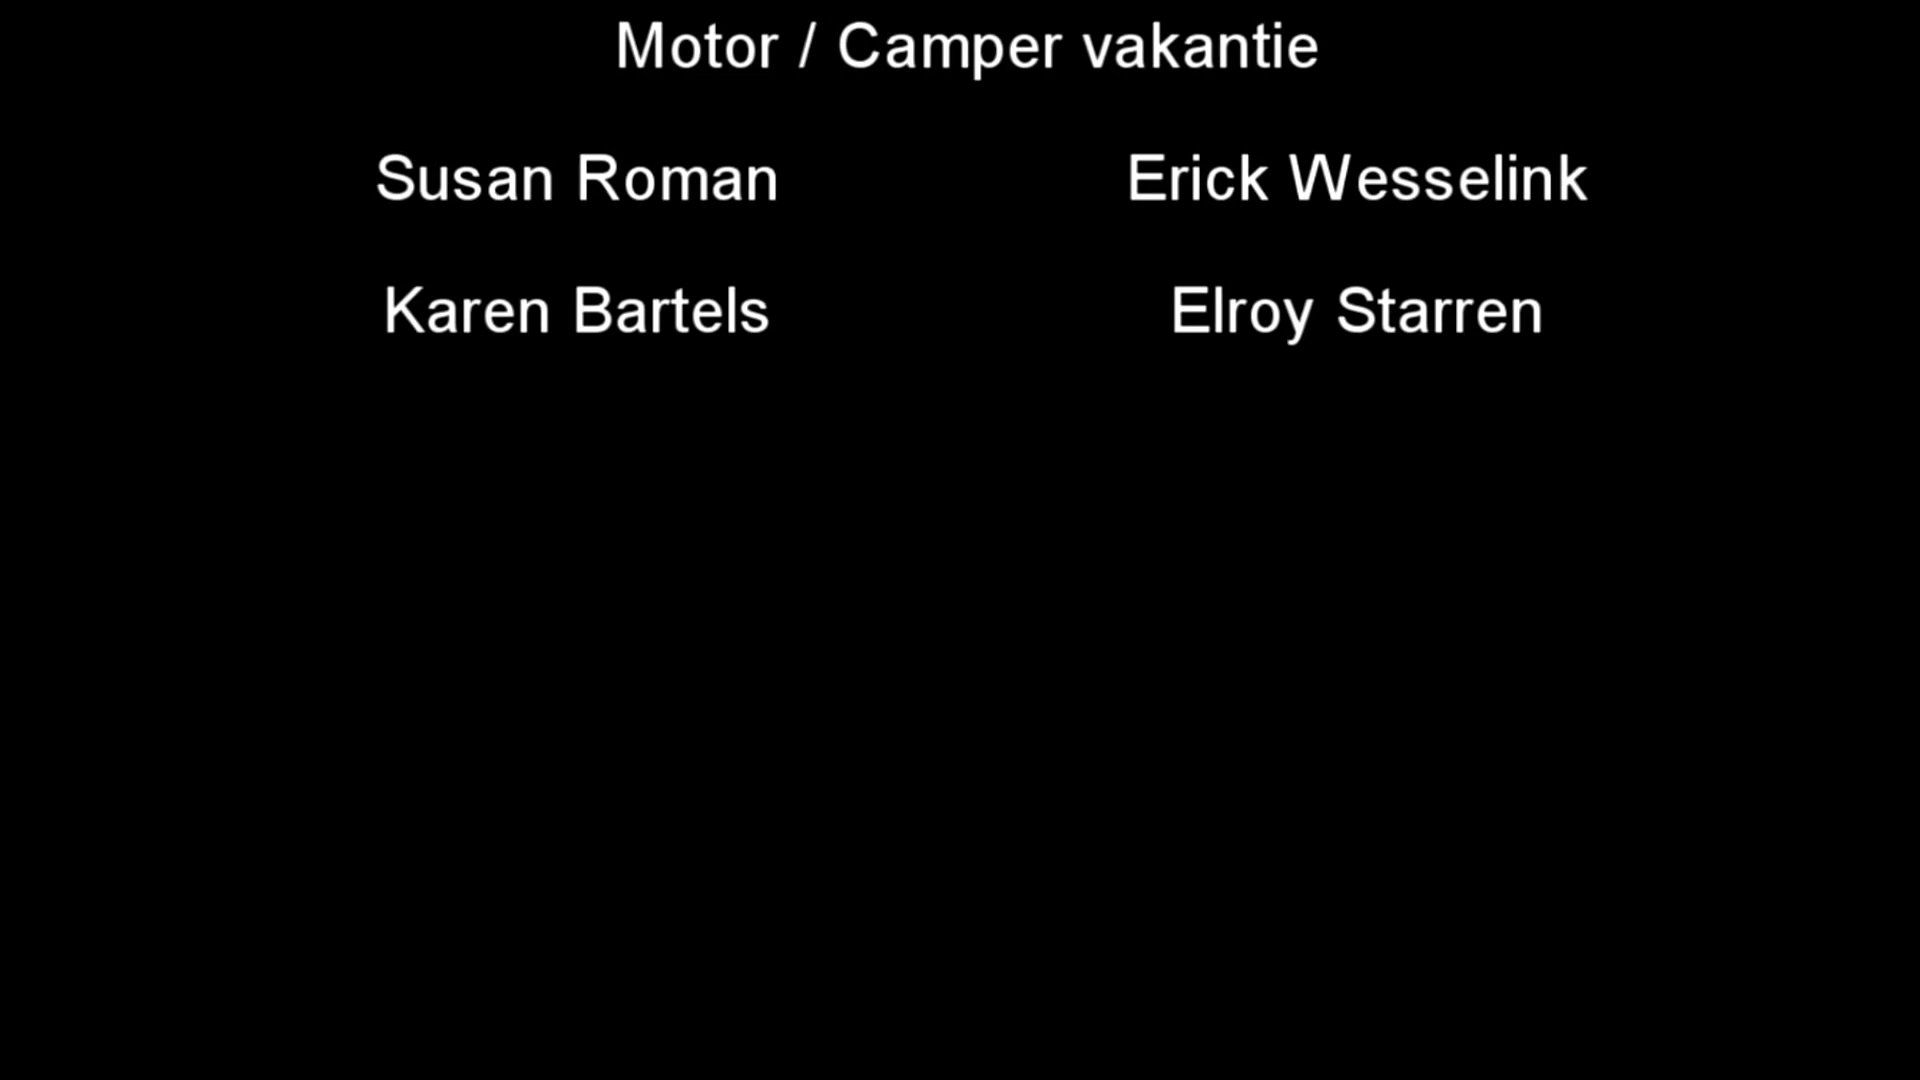 Motor / Camper vakantie
Susan Roman Erick Wesselink
Karen Bartels Elroy Starren